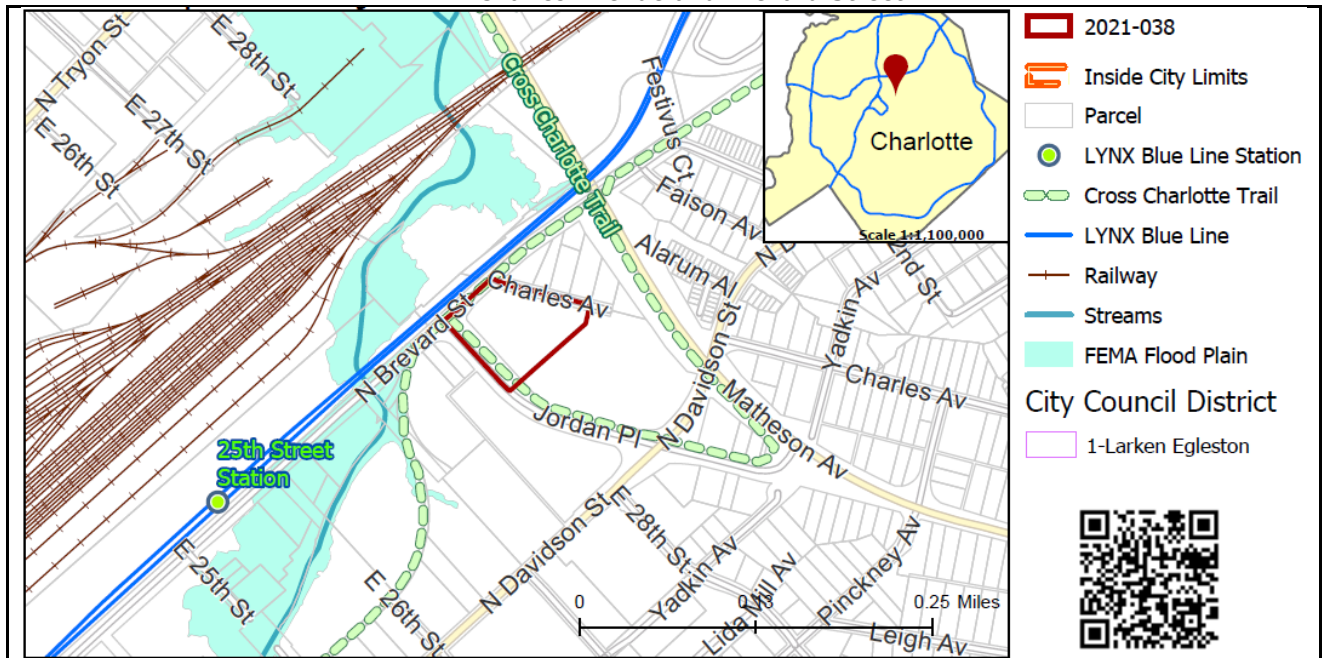 N Tryon St
E 28th St
E 27th St
E 26th St
Cross Charlotte Trail
Festivus Ct
Faison Av
Alarum Al
Charles Av
N Brevard St
Jordan Pl
N Davidson St
N D
2nd St
Yadkin Av
Charles Av
Matheson Av
25th Street
Station
E 25th St
E 26th St
N Davidson St
E 28th St
Yadkin Av
Lida Mill Av
Pinckney Av
Leigh Av
0
0.13
0.25 Miles
Charlotte
Scale 1:1,100,000
2021-038
Inside City Limits
Parcel
LYNX Blue Line Station
Cross Charlotte Trail
LYNX Blue Line
Railway
Streams
FEMA Flood Plain
City Council District
1-Larken Egleston